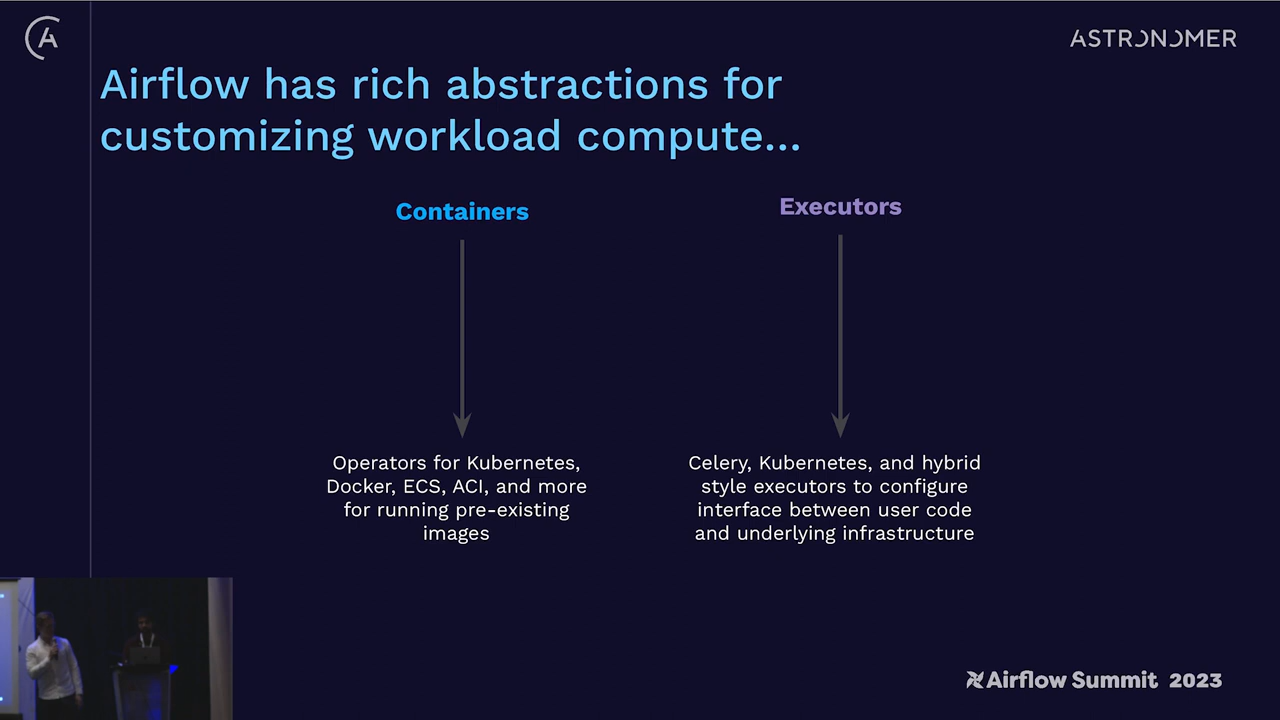 ASTRONOMER
Airflow has rich abstractions for
customizing workload compute...
Containers
Executors
Operators for Kubernetes,
Docker, ECS, ACI, and more
for running pre-existing
images
Celery, Kubernetes, and hybrid
style executors to configure
interface between user code
and underlying infrastructure
Airflow Summit 2023